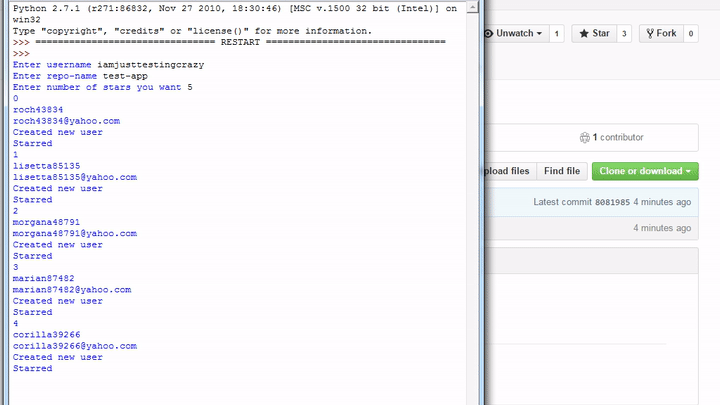 Python 2.7.1 (r271:86832, Nov 27 2010, 18:30:46) [MSC v.1500 32 bit (Intel)] on
win32
Type "copyright", "credits" or "license()" for more information.
>>> ================================ RESTART ================================
>>>
Enter username iamjusttestingcrazy
Enter repo-name test-app
Enter number of stars you want 5
0
roch43834
roch43834@yahoo.com
Created new user
Starred
1
lisetta85135
lisetta85135@yahoo.com
Created new user
Starred
2
morgana48791
morgana48791@yahoo.com
Created new user
Starred
3
marian87482
marian87482@yahoo.com
Created new user
Starred
4
corilla39266
corilla39266@yahoo.com
Created new user
Starred
Unwatch 1 Star 3 Fork 0
1 contributor
pload files Find file Clone or download
Latest commit 8081985 4 minutes ago
4 minutes ago